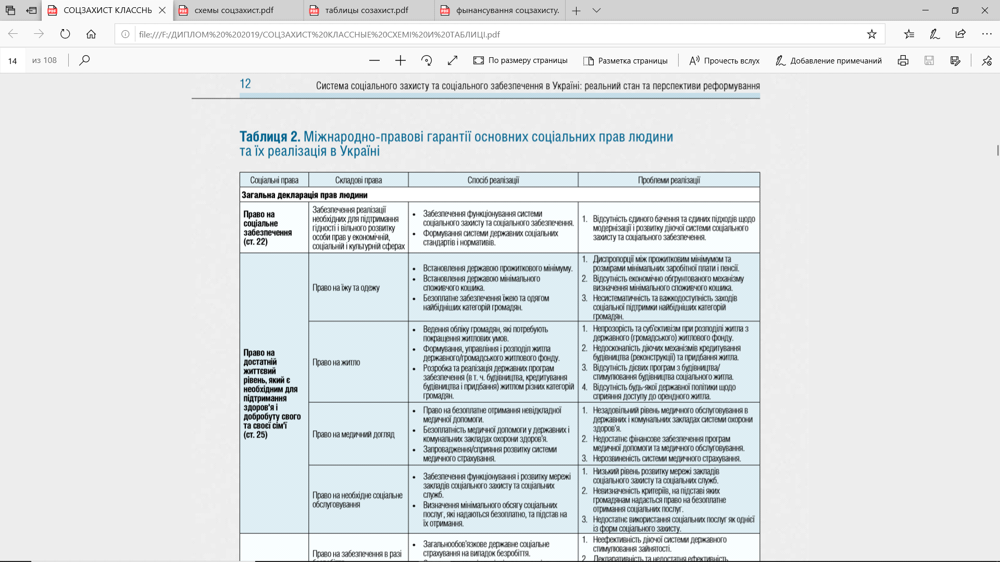 СОЦЗАХИСТ КЛАССНЬ
схемы соцзахист.pdf
таблицы созахист.pdf
фынансування соцзахисту.
file:///F:/ДИПЛОМ%20%202019/СОЦЗАХИСТ%20КЛАССНЫЕ%20СХЕМІ%20И%20ТАБЛИЦІ.pdf
14 из 108
По размеру страницы
Разметка страницы
Прочесть вслух
Добавление примечаний
12
Система соціального захисту та соціального забезпечення в Україні: реальний стан та перспективи реформування
Таблиця 2. Міжнародно-правові гарантії основних соціальних прав людини
та їх реалізація в Україні
Соціальні права
Складові права
Спосіб реалізації
Проблеми реалізації
Загальна декларація прав людини
Право на
соціальне
забезпечення
(ст. 22)
Забезпечення реалізації
необхідних для підтримання
гідності і вільного розвитку
особи прав у економічній,
соціальній і культурній сферах
• Забезпечення функціонування системи
соціального захисту та соціального забезпечення.
• Формування системи державних соціальних
стандартів і нормативів.
1. Відсутність єдиного бачення та єдиних підходів щодо
модернізації і розвитку діючої системи соціального
захисту та соціального забезпечення.
Право на
достатній
життєвий
рівень, який є
необхідним для
підтримання
здоров'я і
добробуту свого
та своєї сім'ї
(ст. 25)
Право на їжу та одежу
• Встановлення державою прожиткового мінімуму.
• Встановлення державою мінімального
споживчого кошика.
• Безоплатне забезпечення їжею та одягом
найбідніших категорій громадян.
1. Диспропорції між прожитковим мінімумом та
розмірами мінімальних заробітної плати і пенсії.
2. Відсутність економічно обгрунтованого механізму
визначення мінімального споживчого кошика.
3. Несистематичність та важкодоступність заходів
соціальної підтримки найбідніших категорій
громадян.
Право на житло
• Ведення обліку громадян, які потребують
покращення житлових умов.
• Формування, управління і розподіл житла
державного/громадського житлового фонду.
• Розробка та реалізація державних програм
забезпечення (в т. ч. будівництва, кредитування
будівництва і придбання) житлом різних категорій
громадян.
1. Непрозорість та суб'єктивізм при розподілі житла з
державного (громадського) житлового фонду.
2. Недосконалість діючих механізмів кредитування
будівництва (реконструкції) та придбання житла.
3. Відсутність дієвих програм з будівництва/
стимулювання будівництва соціального житла.
4. Відсутність будь-якої державної політики щодо
сприяння доступу до орендного житла.
Право на медичний догляд
• Право на безоплатне отримання невідкладної
медичної допомоги.
• Безоплатність медичної допомоги у державних і
комунальних закладах охорони здоров'я.
• Запровадження/сприяння розвитку системи
медичного страхування.
1. Незадовільний рівень медичного обслуговування в
державних і комунальних закладах системи охорони
здоров'я.
2. Недостатнє фінансове забезпечення програм
медичної допомоги та медичного обслуговування.
3. Нерозвиненість системи медичного страхування.
Право на необхідне соціальне
обслуговування
• Забезпечення функціонування і розвитку мережі
закладів соціального захисту та соціальних
служб.
• Визначення мінімального обсягу соціальних
послуг, які надаються безоплатно, та підстав на
їх отримання.
1. Низький рівень розвитку мережі закладів
соціального захисту та соціальних служб.
2. Невизначеність критеріїв, на підставі яких
громадянам надається право на безоплатне
отримання соціальних послуг.
3. Недостатнє використання соціальних послуг як однієї
із форм соціального захисту.
Право на забезпечення в разі
• Загальнообов'язкове державне соціальне
страхування на випадок безробіття.
1. Неефективність діючої системи державного
стимулювання зайнятості.
2. Декларативність та недостатня ефективність